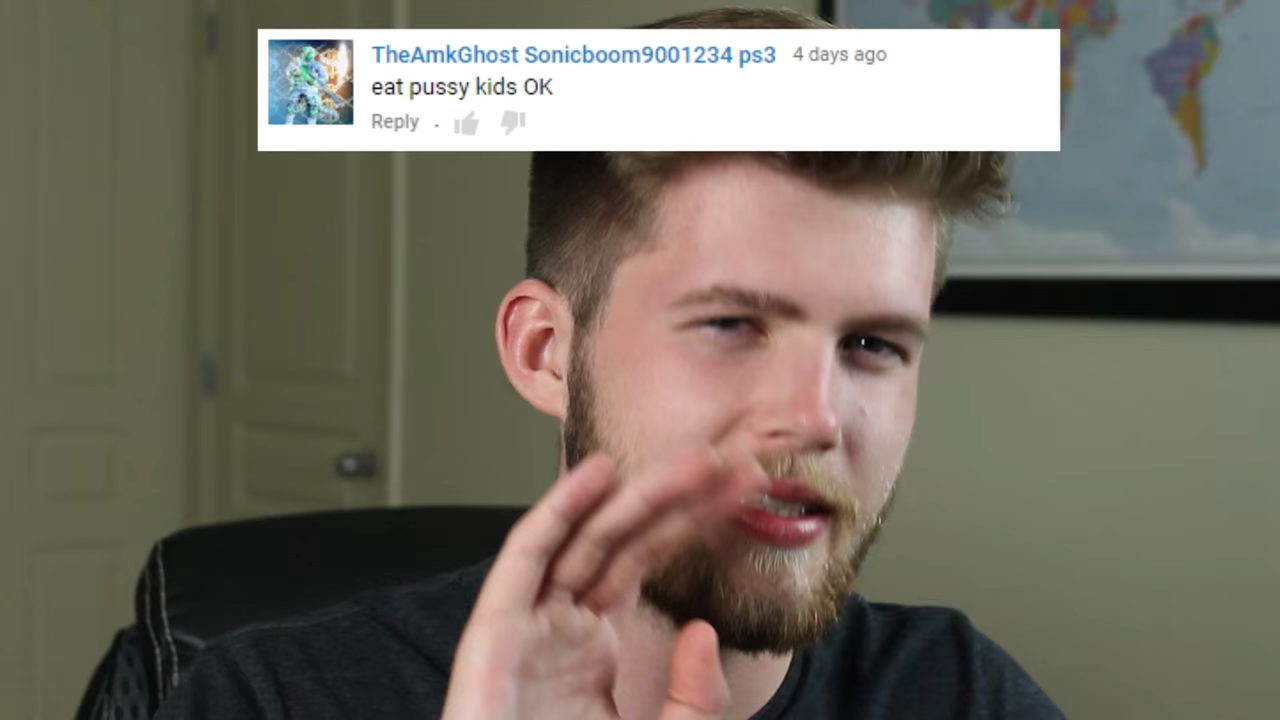 TheAmkGhost Sonicboom9001234 ps3 4 days ago
eat pussy kids OK
Reply .